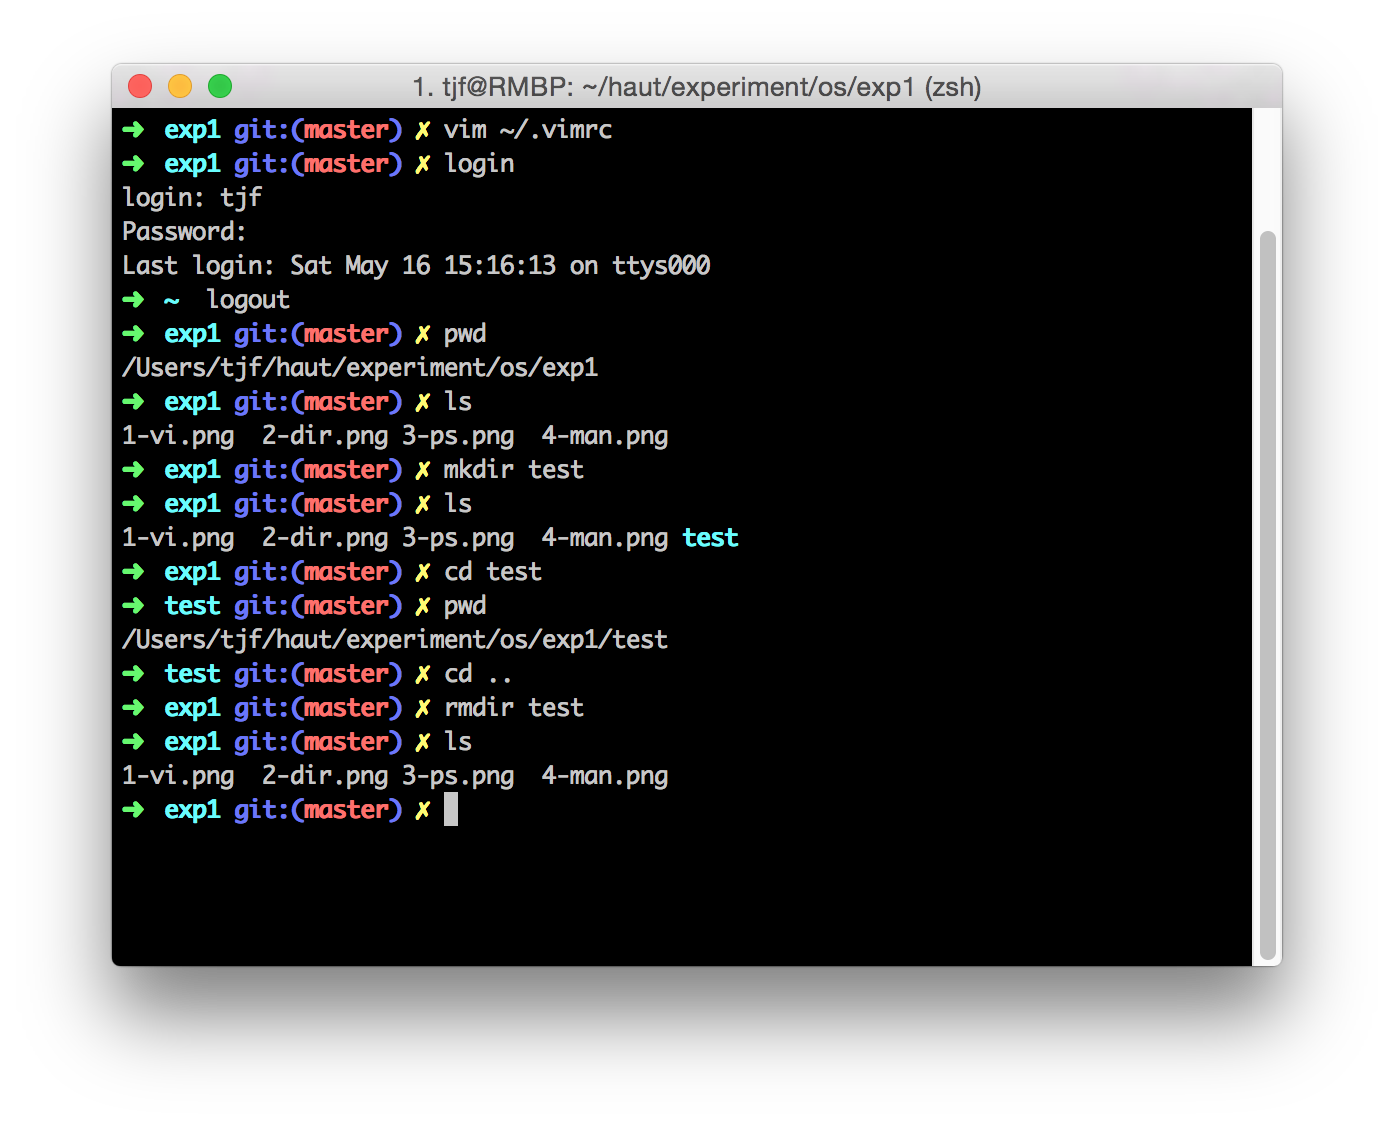 1. tjf@RMBP: ~/haut/experiment/os/exp1 (zsh)
➜  exp1 git:(master) ✗ vim ~/.vimrc
➜  exp1 git:(master) ✗ login
login: tjf
Password:
Last login: Sat May 16 15:16:13 on ttys000
➜  ~  logout
➜  exp1 git:(master) ✗ pwd
/Users/tjf/haut/experiment/os/exp1
➜  exp1 git:(master) ✗ ls
1-vi.png  2-dir.png 3-ps.png  4-man.png
➜  exp1 git:(master) ✗ mkdir test
➜  exp1 git:(master) ✗ ls
1-vi.png  2-dir.png 3-ps.png  4-man.png test
➜  exp1 git:(master) ✗ cd test
➜  test git:(master) ✗ pwd
/Users/tjf/haut/experiment/os/exp1/test
➜  test git:(master) ✗ cd ..
➜  exp1 git:(master) ✗ rmdir test
➜  exp1 git:(master) ✗ ls
1-vi.png  2-dir.png 3-ps.png  4-man.png
➜  exp1 git:(master) ✗